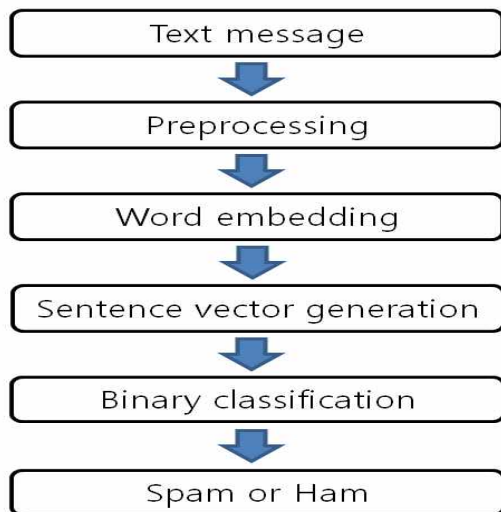 Text message
Preprocessing
Word embedding
Sentence vector generation
Binary classification
Spam or Ham